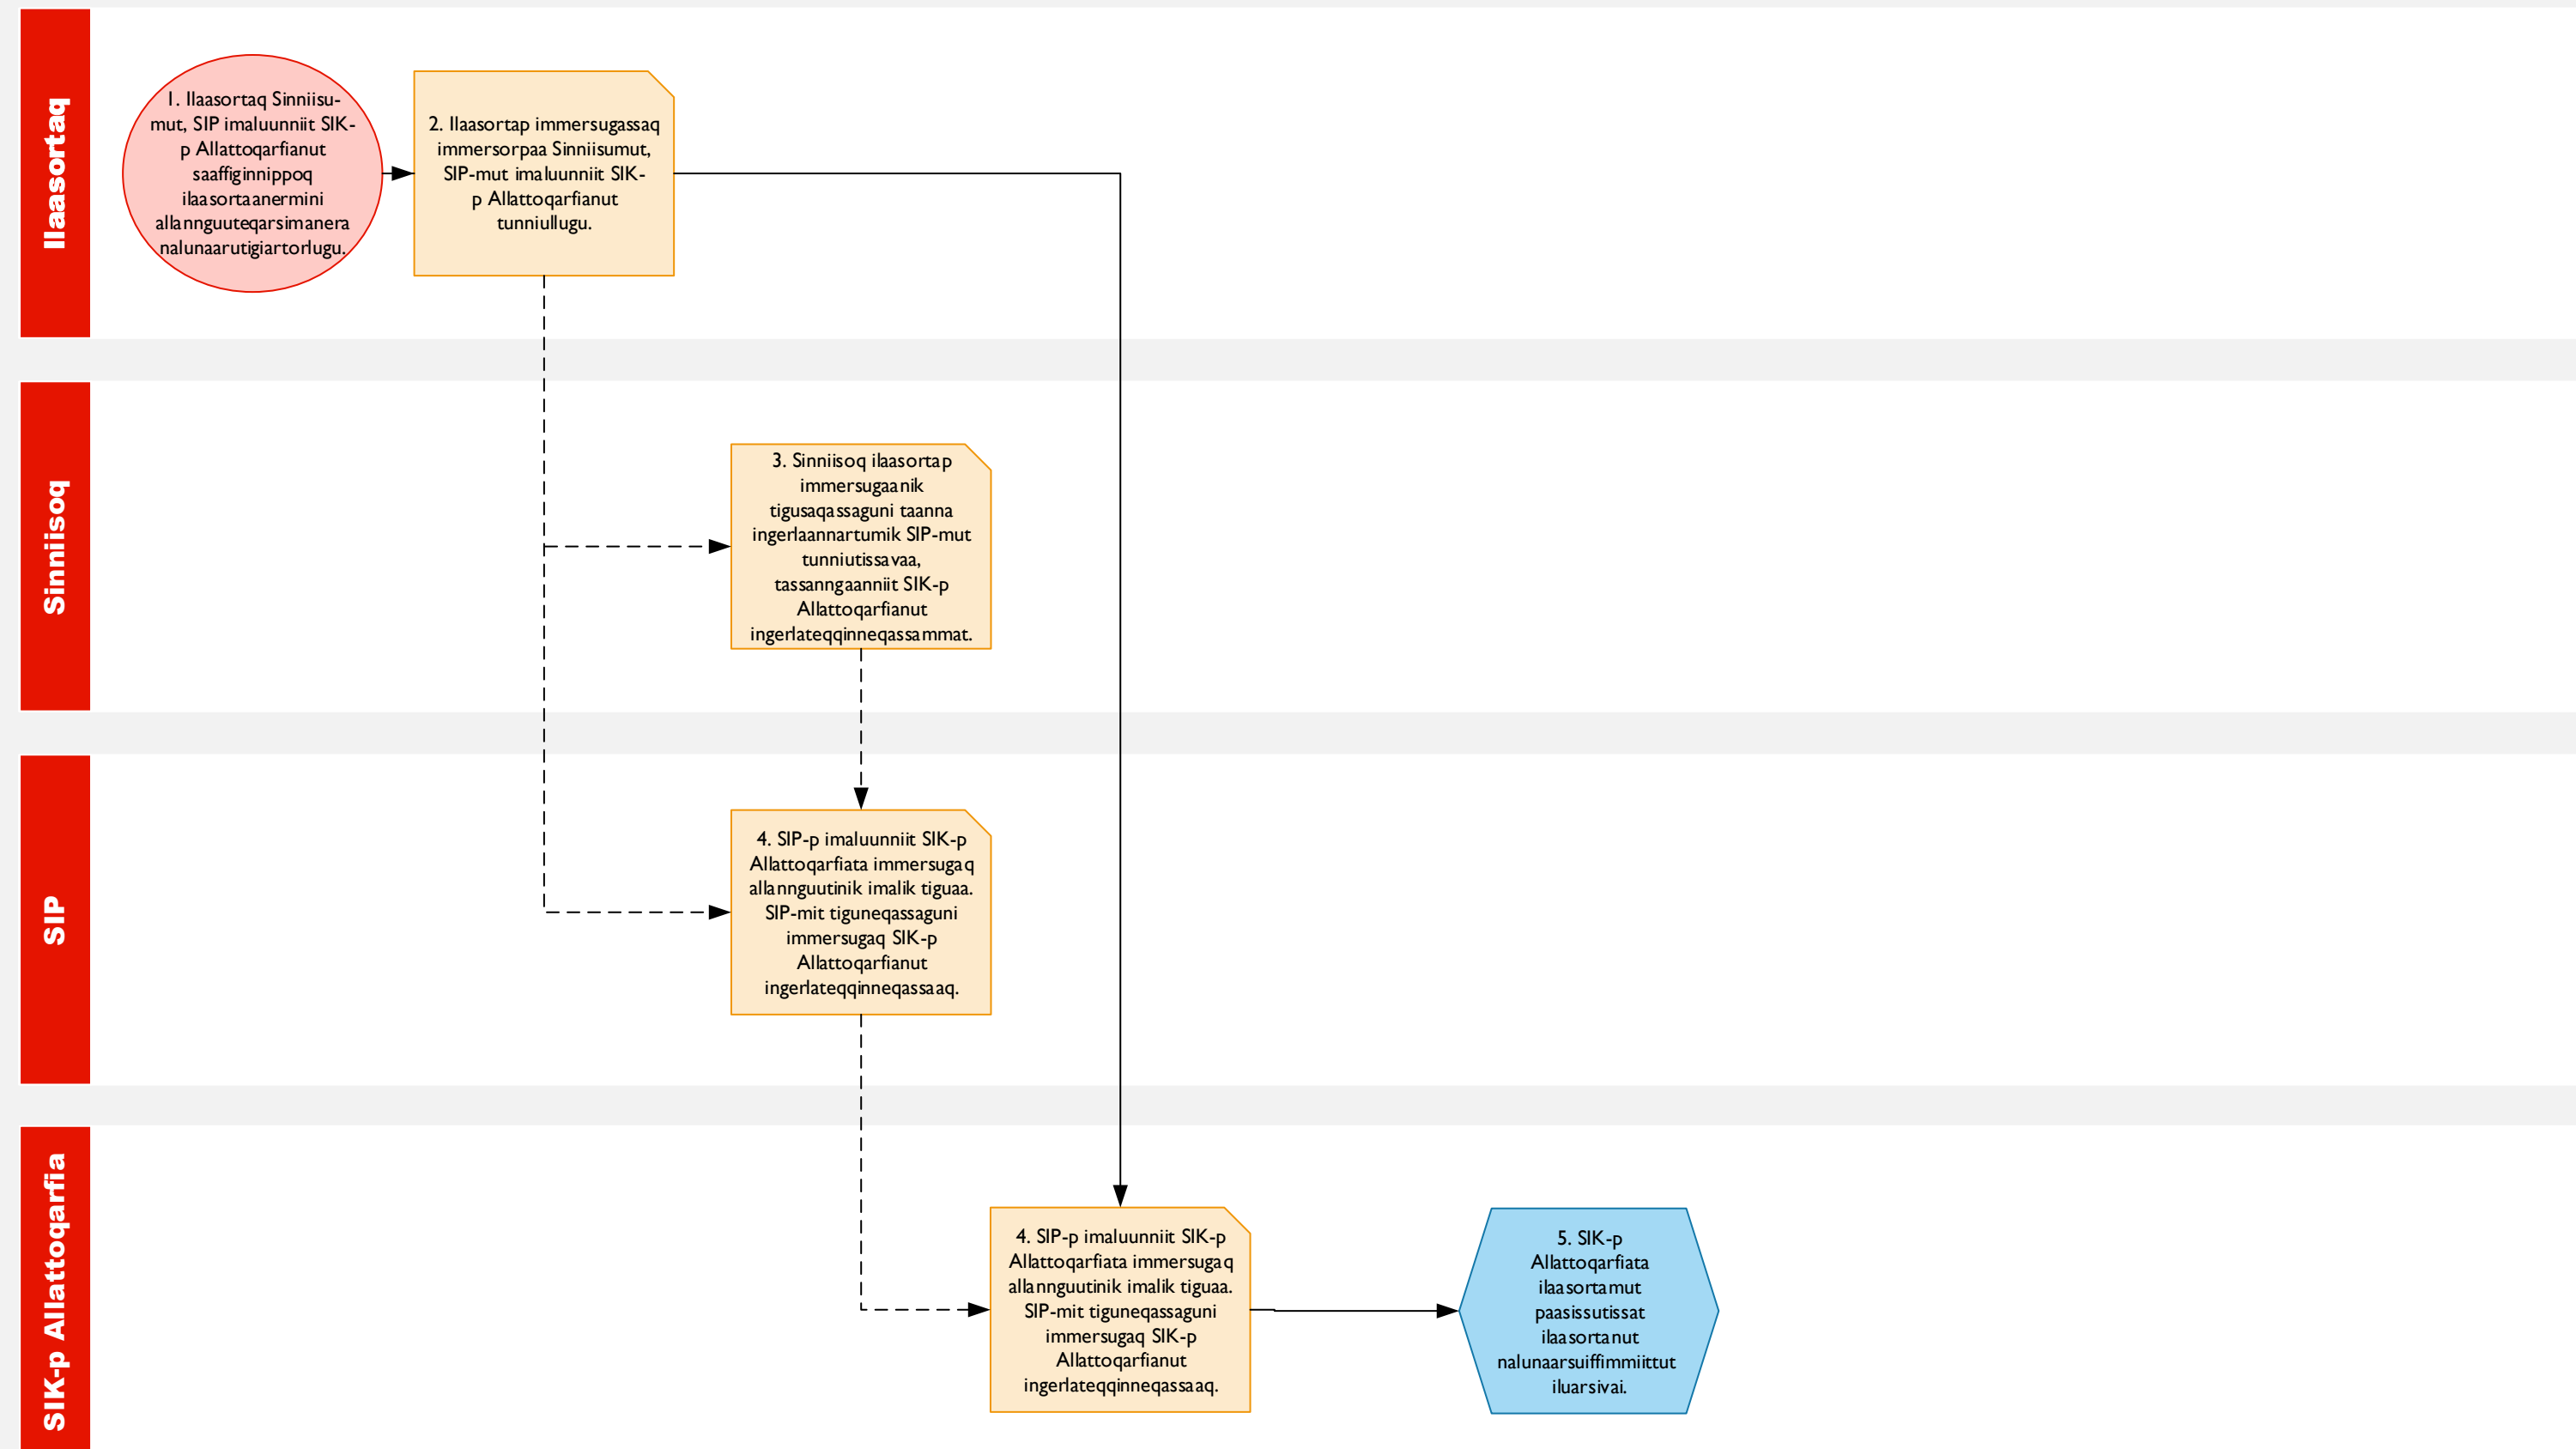 Ilaasortaq
1. Ilaasortaq Sinniisu-
mut, SIP imaluunniit SIK-
p Allattoqarfianut
saaffiginnippoq
ilaasortaanermini
allannguuteqarsimanera
nalunaarutigiartorlugu.
2. Ilaasortap immersugassaq
immersorpaa Sinniisumut,
SIP-mut imaluunniit SIK-
p Allattoqarfianut
tunniullugu.
Sinniisoq
3. Sinniisoq ilaasortap
immersugaanik
tigusaqassaguni taanna
ingerlaannartumik SIP-mut
tunniutissavaa,
tassanngaanniit SIK-p
Allattoqarfianut
ingerlateqqinneqassammat.
SIP
4. SIP-p imaluunniit SIK-p
Allattoqarfiata immersugaq
allannguutinik imalik tiguaa.
SIP-mit tiguneqassaguni
immersugaq SIK-p
Allattoqarfianut
ingerlateqqinneqassaaq.
SIK-p Allattoqarfia
4. SIP-p imaluunniit SIK-p
Allattoqarfiata immersugaq
allannguutinik imalik tiguaa.
SIP-mit tiguneqassaguni
immersugaq SIK-p
Allattoqarfianut
ingerlateqqinneqassaaq.
5. SIK-p
Allattoqarfiata
ilaasortamut
paasissutissat
ilaasortanut
nalunaarsuiffimmiittut
iluarsivai.